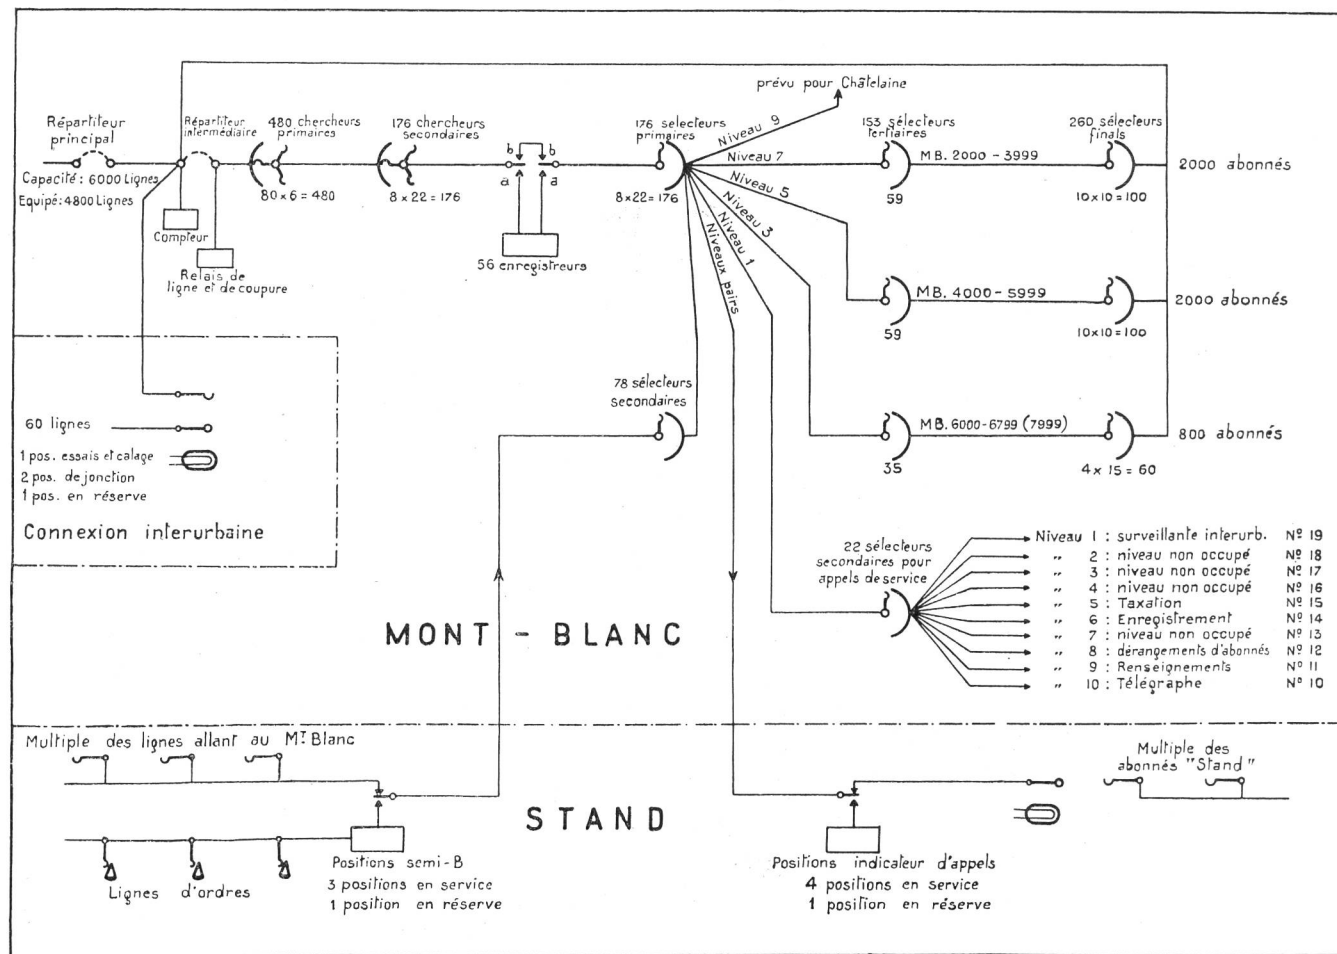 prévu pour Châtelaine
Répartiteur
principal
Capacité : 6000 Lignes
Equipé : 4800 Lignes
Répartiteur
intermédiaire
Compteur
Relais de
ligne et de coupure
480 chercheurs
primaires
80 x 6 = 480
176 chercheurs
secondaires
8 x 22 = 176
b b
a a
56 enregistreurs
176 sélecteurs
primaires
8 x 22 = 176
Niveau 9
Niveau 7
Niveau 5
Niveau 3
Niveau 1
Niveaux pairs
153 sélecteurs
tertiaires
59
MB. 2000 - 3999
260 sélecteurs
finals
10 x 10 = 100
2000 abonnés
59
MB. 4000 - 5999
10 x 10 = 100
2000 abonnés
35
MB. 6000-6799 (7999)
4 x 15 = 60
800 abonnés
78 sélecteurs
secondaires
60 lignes
1 pos. essais et calage
2 pos. de jonction
1 pos. en réserve
Connexion interurbaine
22 sélecteurs
secondaires pour
appels de service
Niveau 1 : surveillante interurb. Nº 19
" 2 : niveau non occupé Nº 18
" 3 : niveau non occupé Nº 17
" 4 : niveau non occupé Nº 16
" 5 : Taxation Nº 15
" 6 : Enregistrement Nº 14
" 7 : niveau non occupé Nº 13
" 8 : dérangements d'abonnés Nº 12
" 9 : Renseignements Nº 11
" 10 : Télégraphe Nº 10
MONT - BLANC
Multiple des lignes allant au Mᵀ Blanc
STAND
Lignes d'ordres
Positions semi-B
3 positions en service
1 position en réserve
Positions indicateur d'appels
4 positions en service
1 position en réserve
Multiple des
abonnés "Stand"